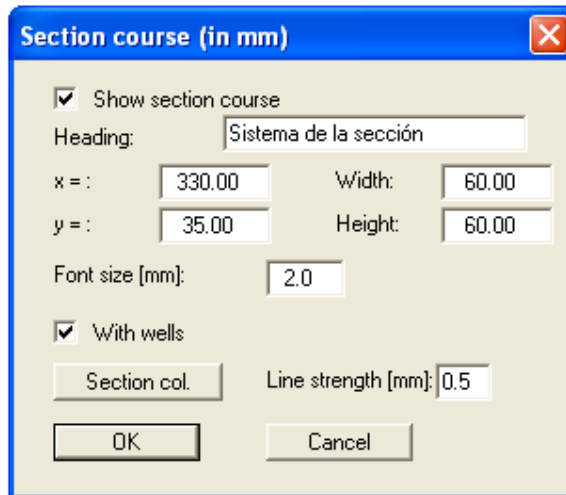 Section course (in mm)
Show section course
Heading: Sistema de la sección
x = : 330.00 Width: 60.00
y = : 35.00 Height: 60.00
Font size [mm]: 2.0
With wells
Section col. Line strength [mm]: 0.5
OK Cancel